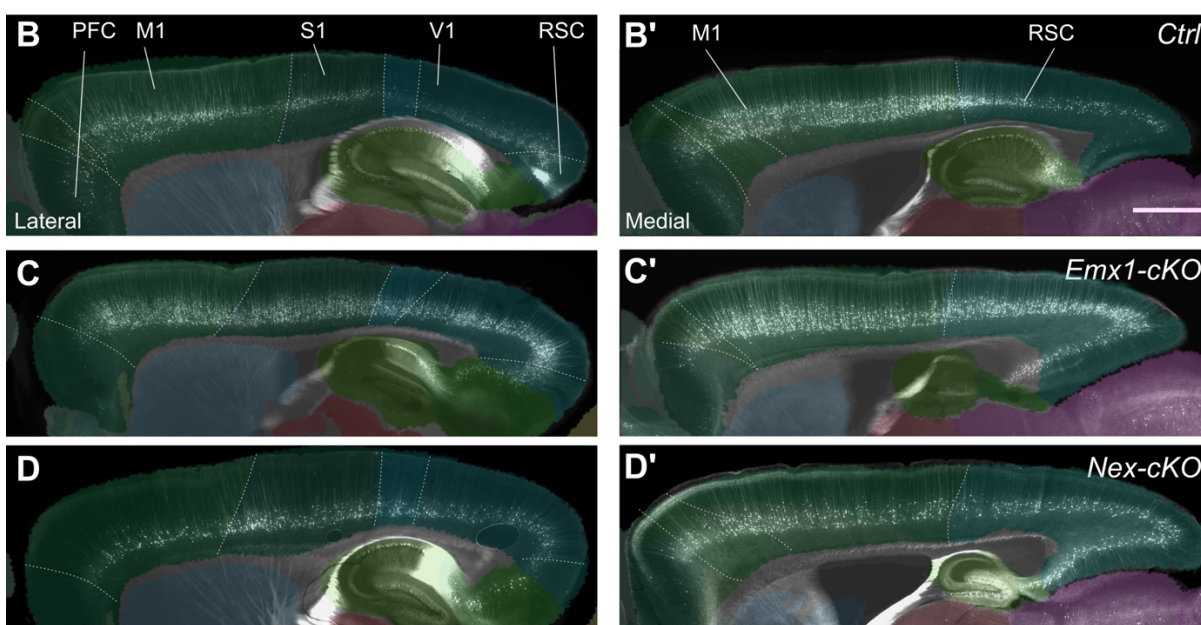 B PFC M1 S1 V1 RSC
Lateral
B' M1 RSC Ctrl
Medial
C
C' Emx1-cKO
D
D' Nex-cKO